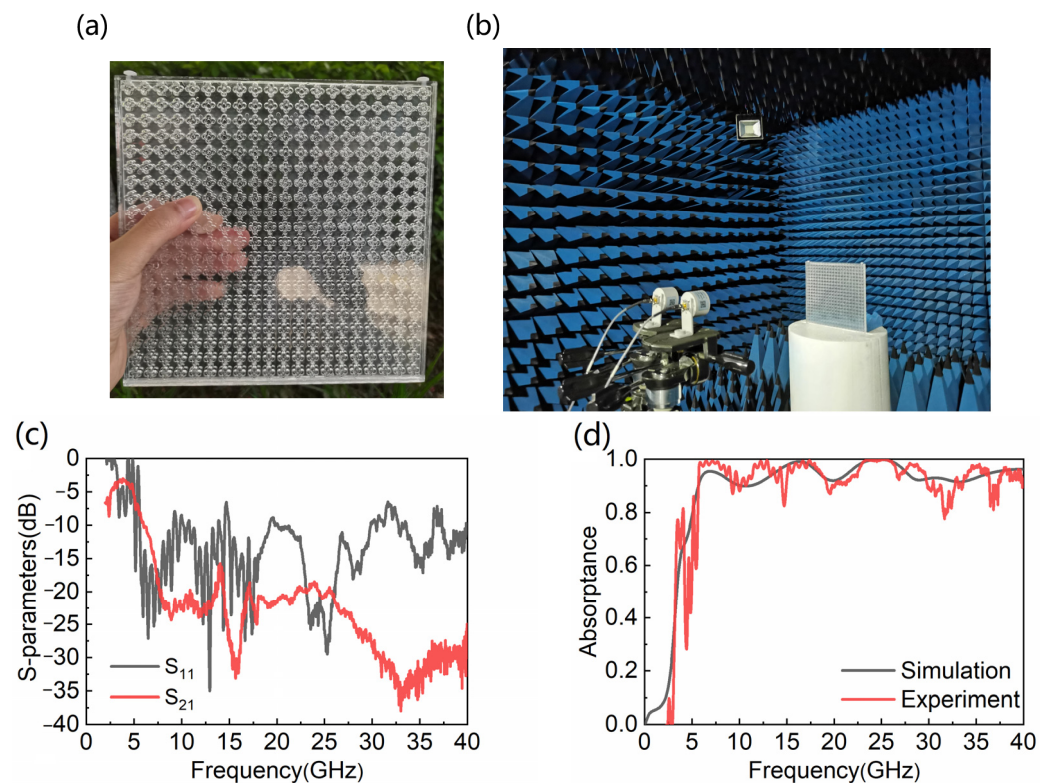 (a)
(b)
(c)
0
−5
−10
−15
−20
−25
−30
−35
−40
S-parameters(dB)
S11
S21
0 5 10 15 20 25 30 35 40
Frequency(GHz)
(d)
1.0
0.8
0.6
0.4
0.2
0.0
Absorptance
Simulation
Experiment
0 5 10 15 20 25 30 35 40
Frequency(GHz)